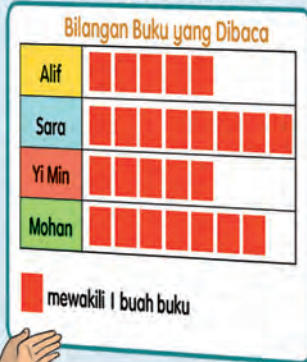 Bilangan Buku yang Dibaca
Alif
Sara
Yi Min
Mohan
mewakili 1 buah buku